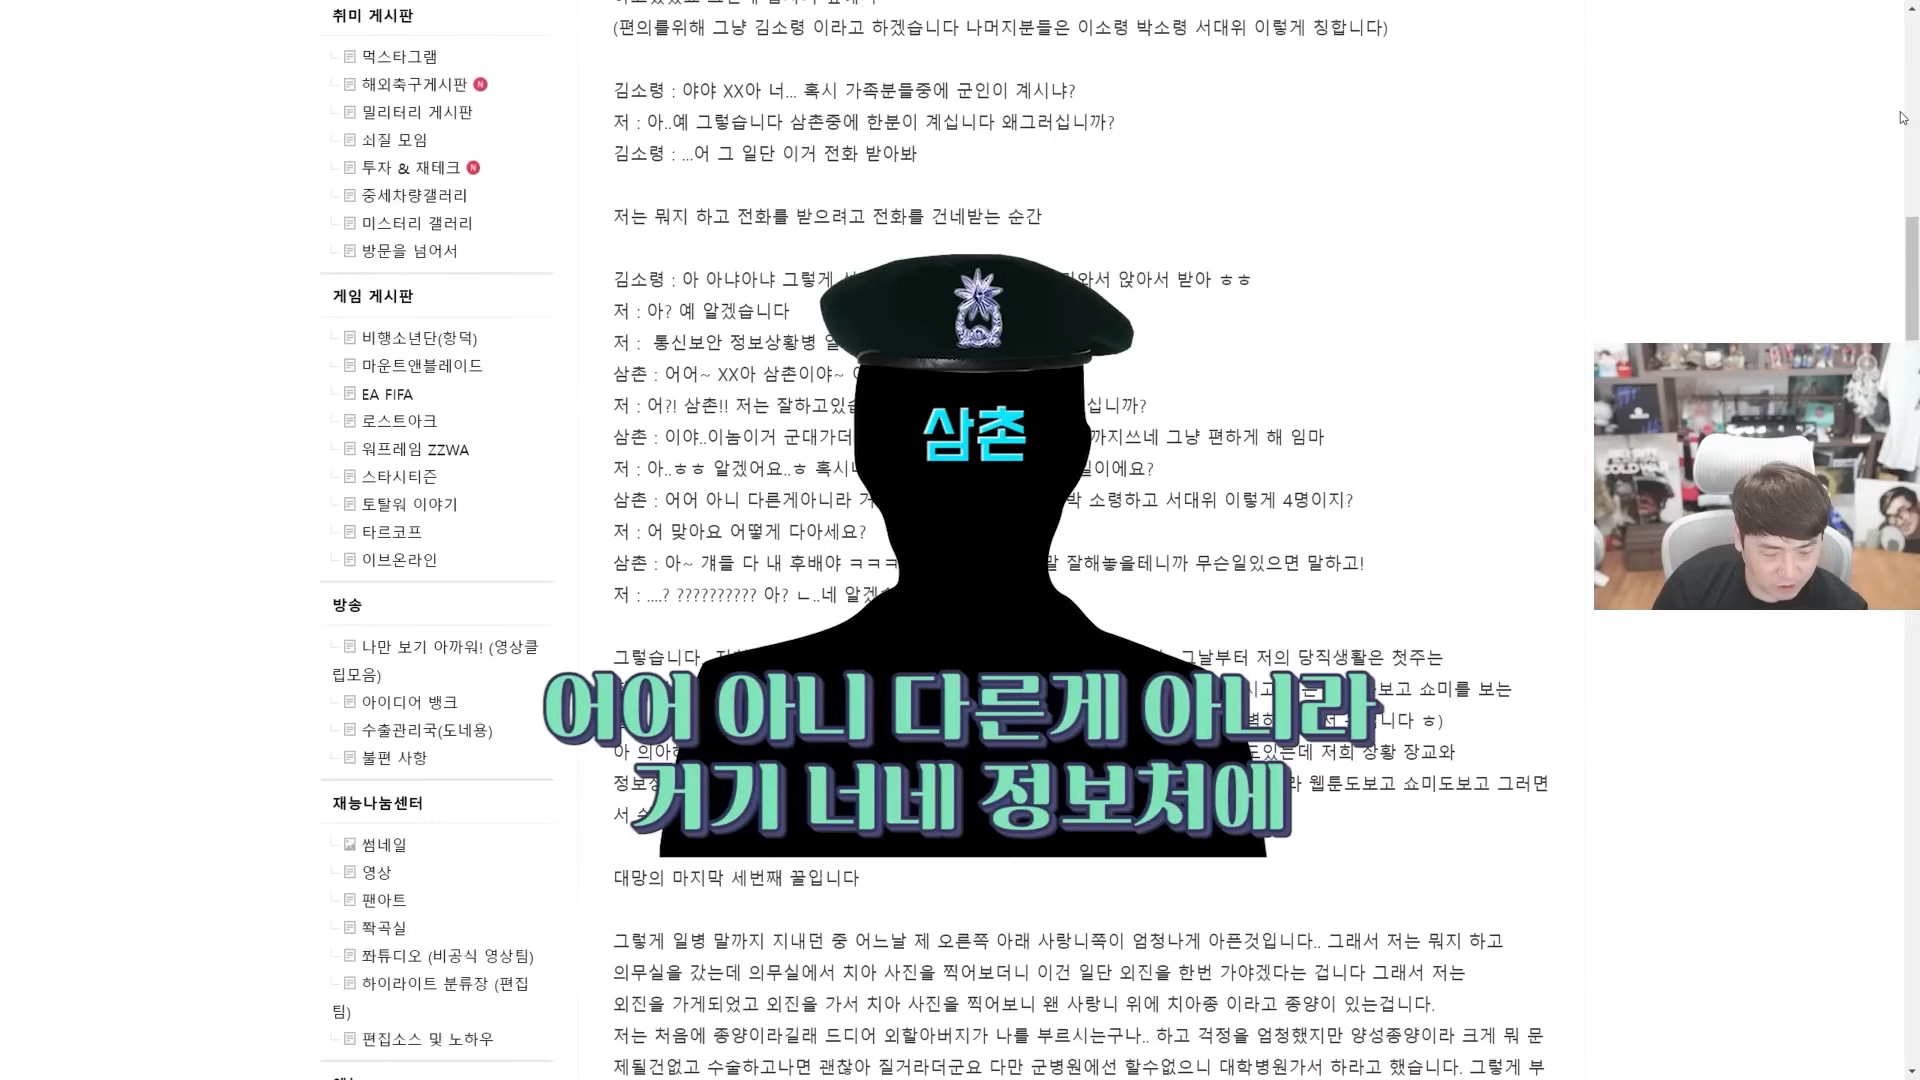 취미 게시판
먹스타그램
해외축구게시판 N
밀리터리 게시판
쇠질 모임
투자 & 재테크 N
중세차량갤러리
미스터리 갤러리
방문을 넘어서
게임 게시판
비행소년단(항덕)
마운트앤블레이드
EA FIFA
로스트아크
워프레임 ZZWA
스타시티즌
토탈워 이야기
타르코프
이브온라인
방송
나만 보기 아까워! (영상클
립모음)
아이디어 뱅크
수출관리국(도네용)
불편 사항
재능나눔센터
썸네일
영상
팬아트
쫙곡실
쫘튜디오 (비공식 영상팀)
하이라이트 분류장 (편집
팀)
편집소스 및 노하우
(편의를위해 그냥 김소령 이라고 하겠습니다 나머지분들은 이소령 박소령 서대위 이렇게 칭합니다)
김소령 : 야야 XX아 너... 혹시 가족분들중에 군인이 계시냐?
저 : 아..예 그렇습니다 삼촌중에 한분이 계십니다 왜그러십니까?
김소령 : ...어 그 일단 이거 전화 받아봐
저는 뭐지 하고 전화를 받으려고 전화를 건네받는 순간
김소령 : 아 아냐아냐 그렇게 와서 앉아서 받아 ㅎㅎ
저 : 아? 예 알겠습니다
저 : 통신보안 정보상황병
삼촌 : 어어~ XX아 삼촌이야~
저 : 어?! 삼촌!! 저는 잘하고있 십니까?
삼촌 : 이야..이놈이거 군대가더 까지쓰네 그냥 편하게 해 임마
저 : 아..ㅎㅎ 알겠어요..ㅎ 혹시 일이에요?
삼촌 : 어어 아니 다른게아니라 박 소령하고 서대위 이렇게 4명이지?
저 : 어 맞아요 어떻게 다아세요?
삼촌 : 아~ 걔들 다 내 후배야 ㅋㅋㅋ 말 잘해놓을테니까 무슨일있으면 말하고!
저 : ....? ?????????? 아? ㄴ..네 알겠
삼촌
그렇습니다. 그날부터 저의 당직생활은 첫주는
보고 쇼미를 보는
니다 ㅎ)
도있는데 저희 상황 장교와
웹툰도보고 쇼미도보고 그러면
서
어어 아니 다른게 아니라
거기 너네 정보처에
대망의 마지막 세번째 꿀입니다
그렇게 일병 말까지 지내던 중 어느날 제 오른쪽 아래 사랑니쪽이 엄청나게 아픈것입니다.. 그래서 저는 뭐지 하고
의무실을 갔는데 의무실에서 치아 사진을 찍어보더니 이건 일단 외진을 한번 가야겠다는 겁니다 그래서 저는
외진을 가게되었고 외진을 가서 치아 사진을 찍어보니 왠 사랑니 위에 치아종 이라고 종양이 있는겁니다.
저는 처음에 종양이라길래 드디어 외할아버지가 나를 부르시는구나.. 하고 걱정을 엄청했지만 양성종양이라 크게 뭐 문
제될건없고 수술하고나면 괜찮아 질거라더군요 다만 군병원에선 할수없으니 대학병원가서 하라고 했습니다. 그렇게 부